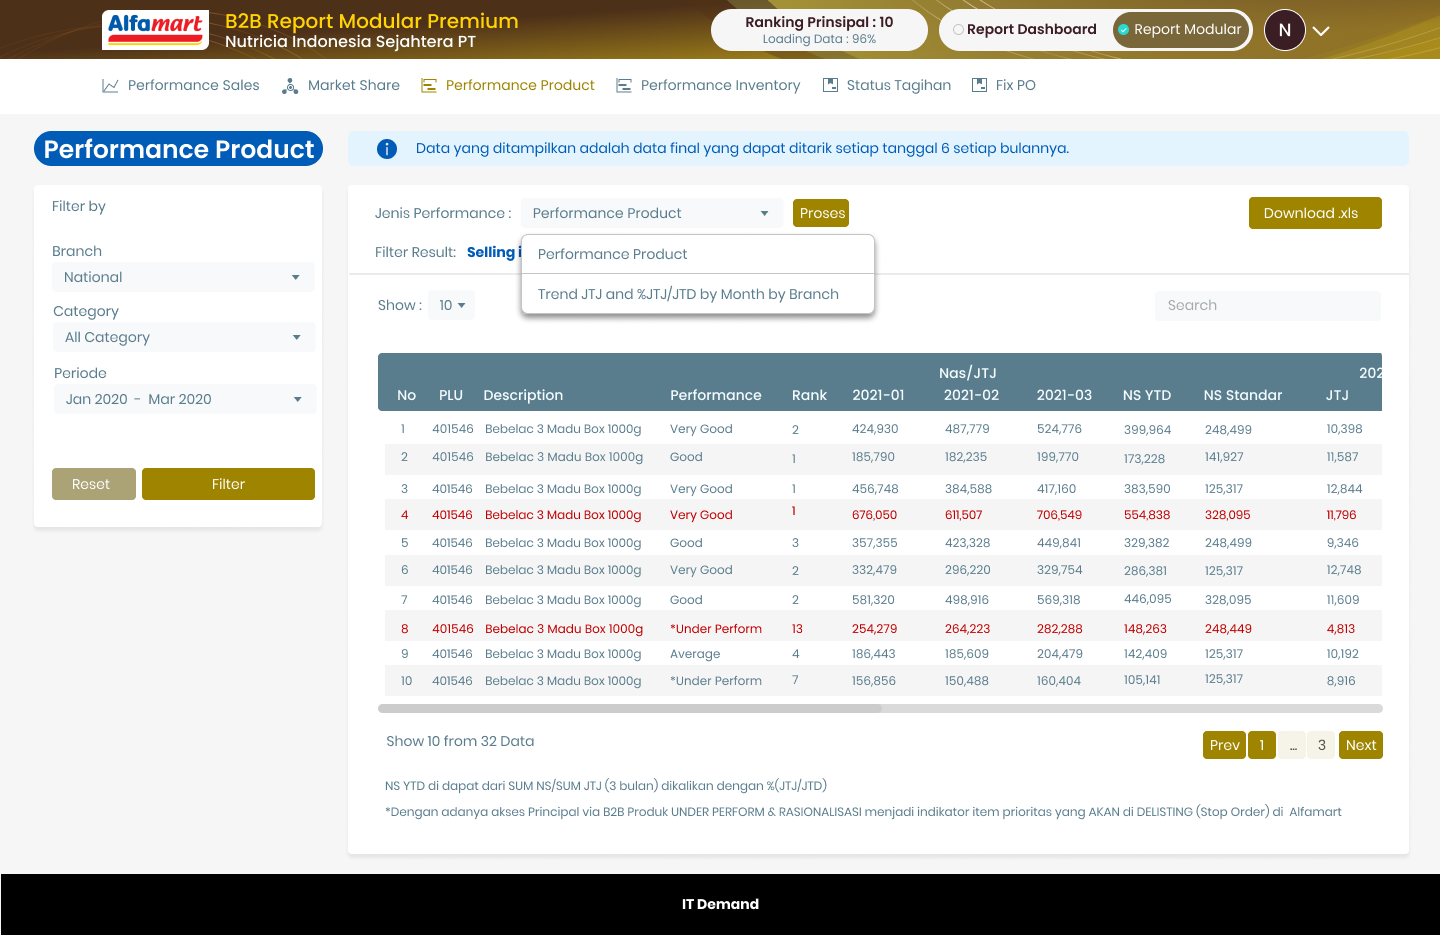 Alfamart
B2B Report Modular Premium
Nutricia Indonesia Sejahtera PT
Ranking Prinsipal : 10
Loading Data : 96%
Report Dashboard
Report Modular
N
Performance Sales
Market Share
Performance Product
Performance Inventory
Status Tagihan
Fix PO
Performance Product
Data yang ditampilkan adalah data final yang dapat ditarik setiap tanggal 6 setiap bulannya.
Filter by
Branch
National
Category
All Category
Periode
Jan 2020 - Mar 2020
Reset
Filter
Jenis Performance :
Performance Product
Proses
Download .xls
Filter Result: Selling i
Performance Product
Trend JTJ and %JTJ/JTD by Month by Branch
Show : 10
Search
Nas/JTJ 202
No PLU Description Performance Rank 2021-01 2021-02 2021-03 NS YTD NS Standar JTJ
1 401546 Bebelac 3 Madu Box 1000g Very Good 2 424,930 487,779 524,776 399,964 248,499 10,398
2 401546 Bebelac 3 Madu Box 1000g Good 1 185,790 182,235 199,770 173,228 141,927 11,587
3 401546 Bebelac 3 Madu Box 1000g Very Good 1 456,748 384,588 417,160 383,590 125,317 12,844
4 401546 Bebelac 3 Madu Box 1000g Very Good 1 676,050 611,507 706,549 554,838 328,095 11,796
5 401546 Bebelac 3 Madu Box 1000g Good 3 357,355 423,328 449,841 329,382 248,499 9,346
6 401546 Bebelac 3 Madu Box 1000g Very Good 2 332,479 296,220 329,754 286,381 125,317 12,748
7 401546 Bebelac 3 Madu Box 1000g Good 2 581,320 498,916 569,318 446,095 328,095 11,609
8 401546 Bebelac 3 Madu Box 1000g *Under Perform 13 254,279 264,223 282,288 148,263 248,449 4,813
9 401546 Bebelac 3 Madu Box 1000g Average 4 186,443 185,609 204,479 142,409 125,317 10,192
10 401546 Bebelac 3 Madu Box 1000g *Under Perform 7 156,856 150,488 160,404 105,141 125,317 8,916
Show 10 from 32 Data
Prev 1 ... 3 Next
NS YTD di dapat dari SUM NS/SUM JTJ (3 bulan) dikalikan dengan %(JTJ/JTD)
*Dengan adanya akses Principal via B2B Produk UNDER PERFORM & RASIONALISASI menjadi indikator item prioritas yang AKAN di DELISTING (Stop Order) di Alfamart
IT Demand